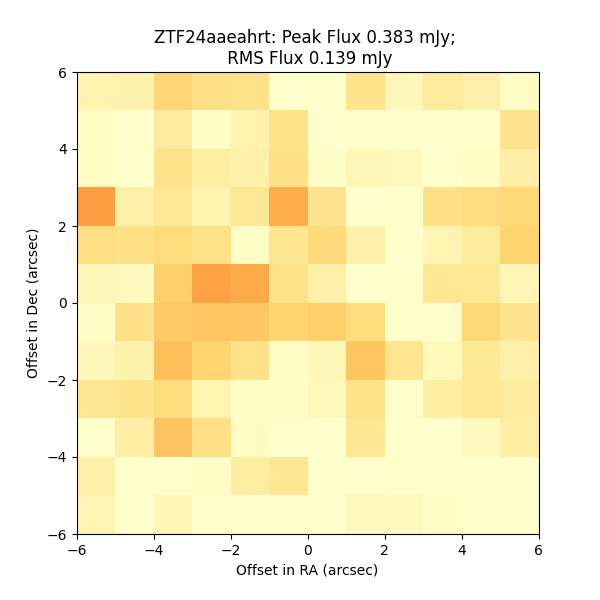 ZTF24aaeahrt: Peak Flux 0.383 mJy;
RMS Flux 0.139 mJy
6
4
2
0
−2
−4
−6
Offset in Dec (arcsec)
−6 −4 −2 0 2 4 6
Offset in RA (arcsec)